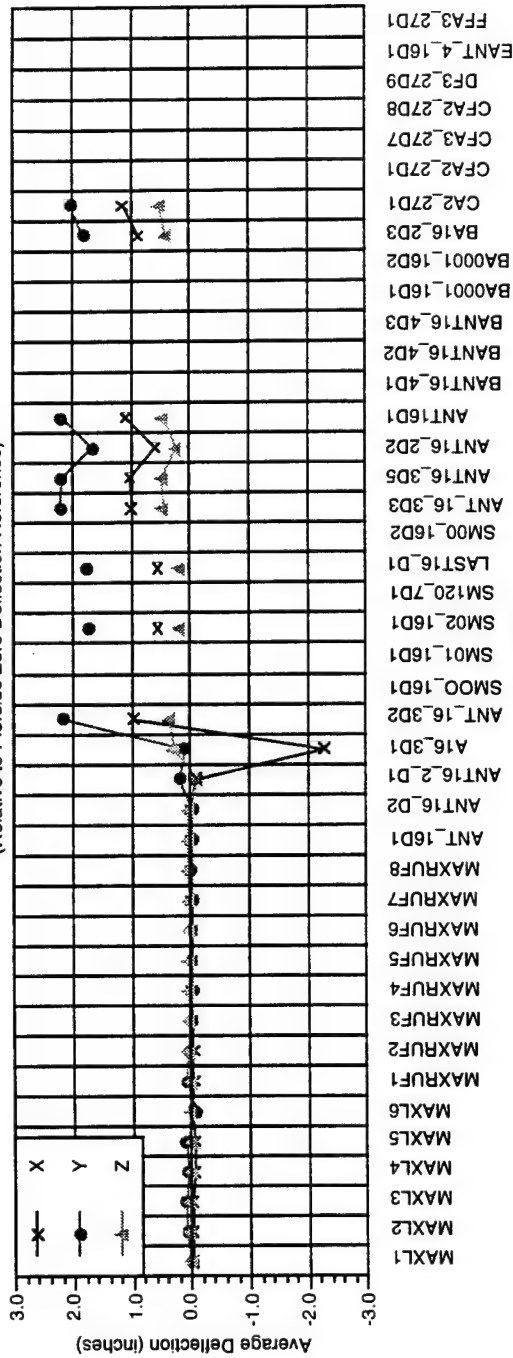 3.0
2.0
1.0
0.0
-1.0
-2.0
-3.0
Average Deflection (inches)
X
Y
Z
MAXL1
MAXL2
MAXL3
MAXL4
MAXL5
MAXL6
MAXRUF1
MAXRUF2
MAXRUF3
MAXRUF4
MAXRUF5
MAXRUF6
MAXRUF7
MAXRUF8
ANT_16D1
ANT16_D2
ANT16_2_D1
A16_3D1
ANT_16_3D2
SMOO_16D1
SM01_16D1
SM02_16D1
SM120_7D1
LAST16_D1
SM00_16D2
ANT_16_3D3
ANT16_3D5
ANT16_2D2
ANT16D1
BANT16_4D1
BANT16_4D2
BANT16_4D3
BA0001_16D1
BA0001_16D2
BA16_2D3
CA2_27D1
CFA2_27D1
CFA3_27D7
CFA2_27D8
DF3_27D9
EANT_4_16D1
FFA3_27D1